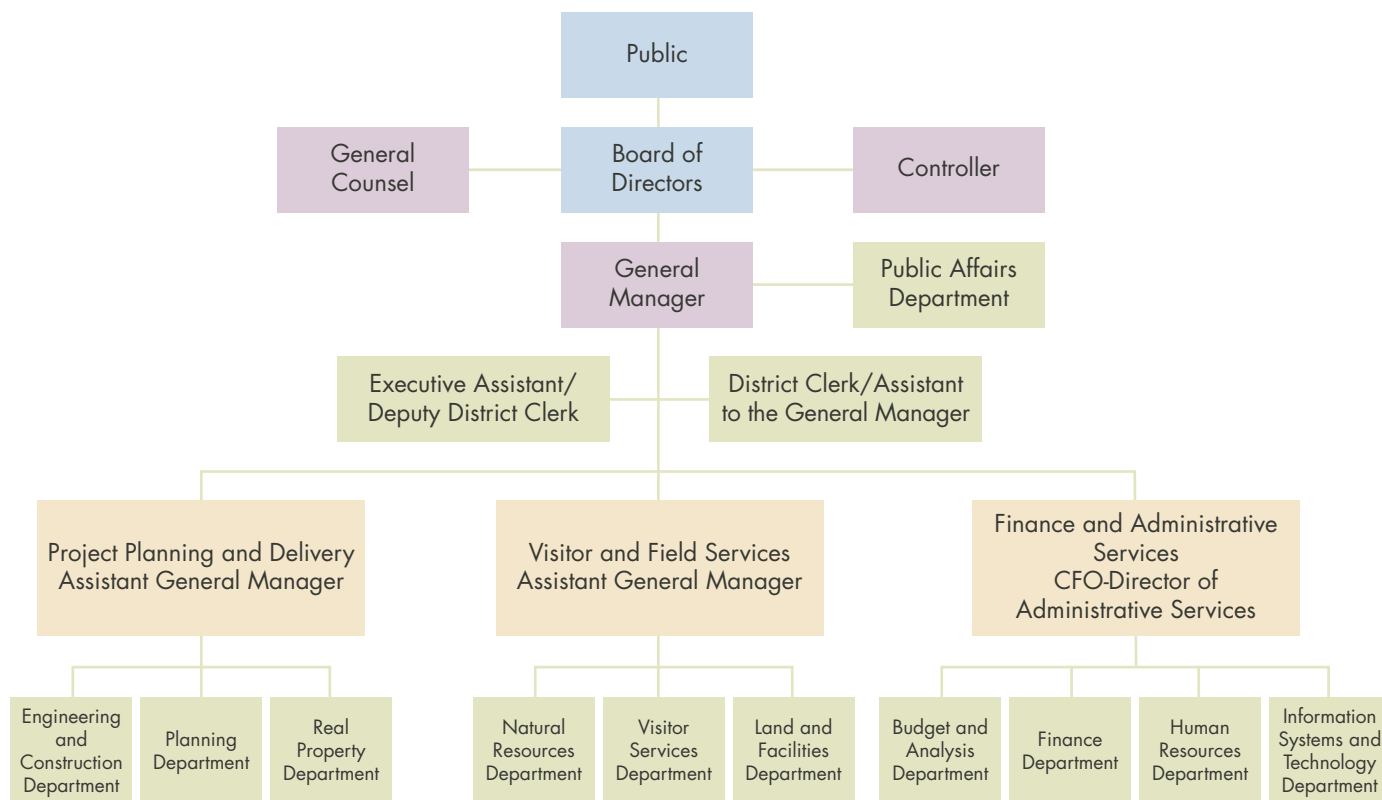 Public
General
Counsel
Board of
Directors
Controller
General
Manager
Public Affairs
Department
Executive Assistant/
Deputy District Clerk
District Clerk/Assistant
to the General Manager
Project Planning and Delivery
Assistant General Manager
Visitor and Field Services
Assistant General Manager
Finance and Administrative
Services
CFO-Director of
Administrative Services
Engineering
and
Construction
Department
Planning
Department
Real
Property
Department
Natural
Resources
Department
Visitor
Services
Department
Land and
Facilities
Department
Budget and
Analysis
Department
Finance
Department
Human
Resources
Department
Information
Systems and
Technology
Department